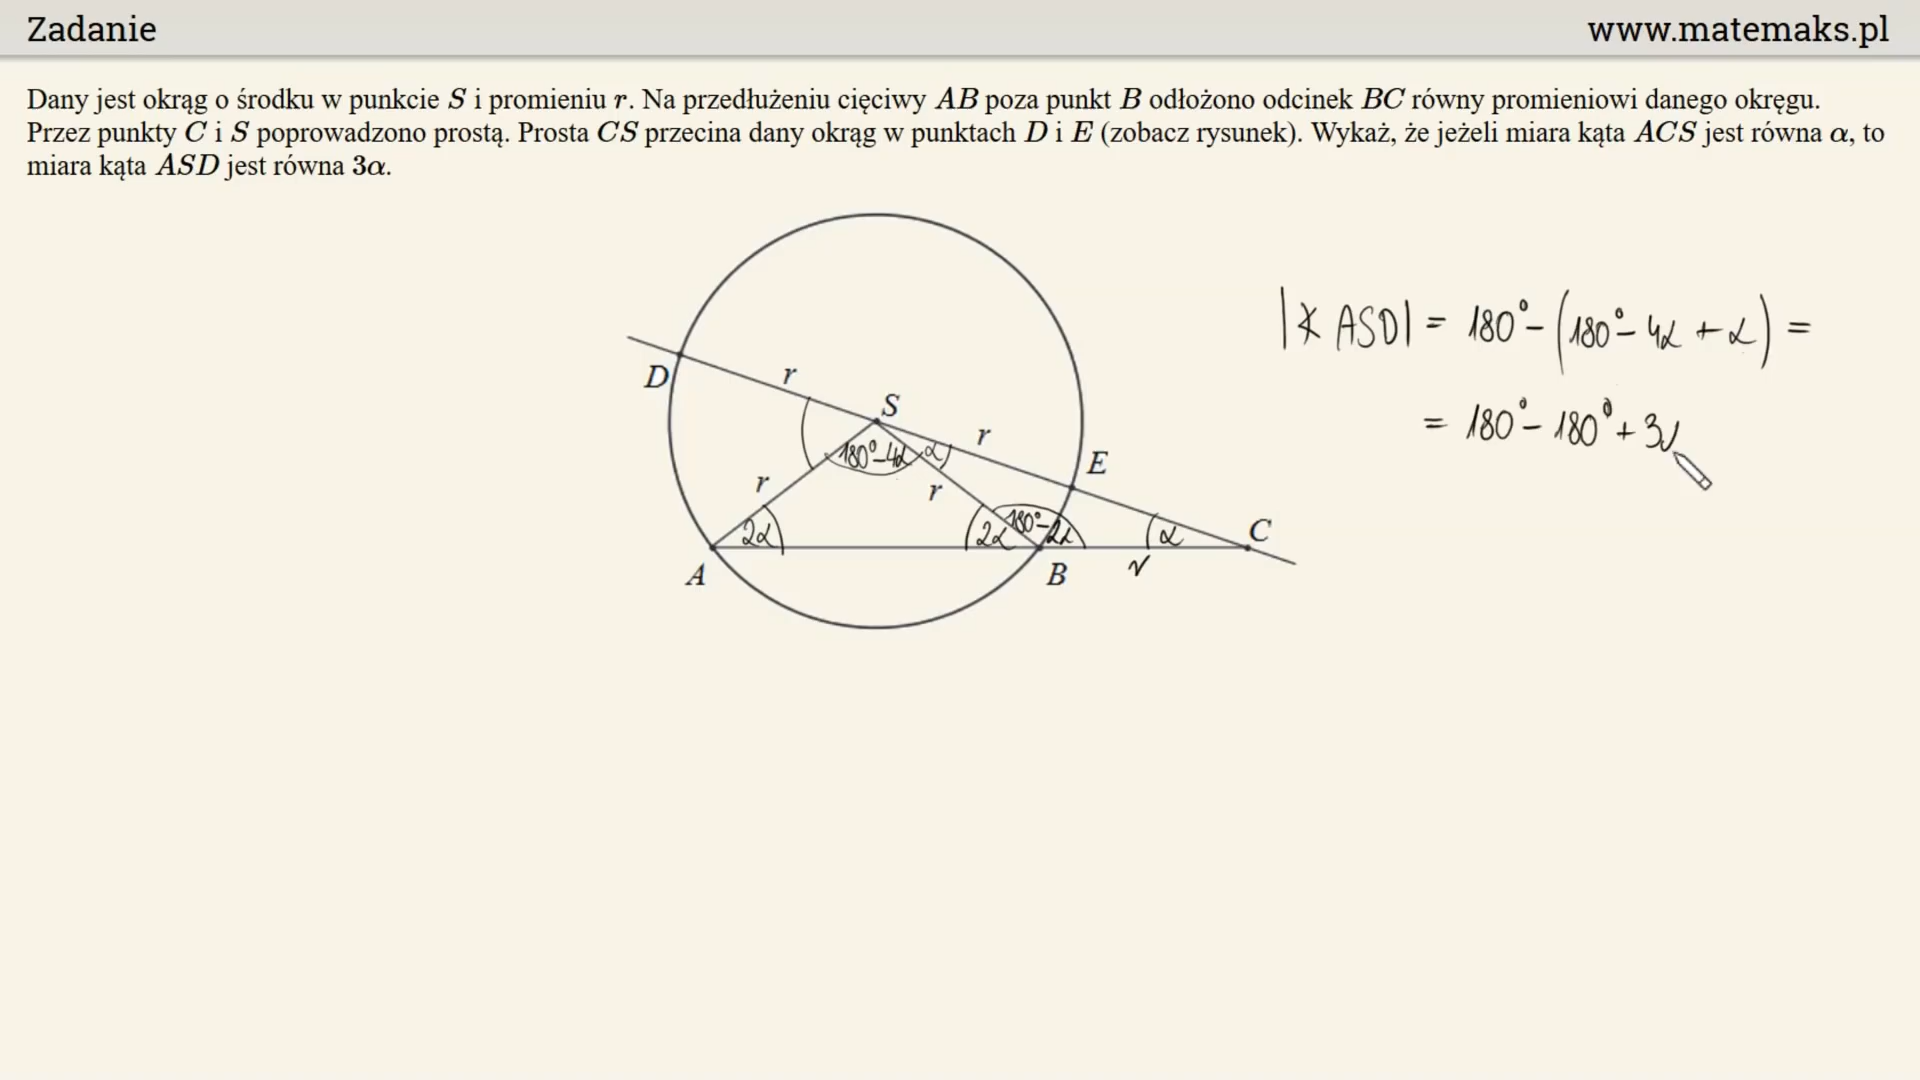 Zadanie
www.matemaks.pl
Dany jest okrąg o środku w punkcie S i promieniu r. Na przedłużeniu cięciwy AB poza punkt B odłożono odcinek BC równy promieniowi danego okręgu.
Przez punkty C i S poprowadzono prostą. Prosta CS przecina dany okrąg w punktach D i E (zobacz rysunek). Wykaż, że jeżeli miara kąta ACS jest równa α, to
miara kąta ASD jest równa 3α.
|∢ ASD| = 180° - (180° - 4α + α) =
= 180° - 180° + 3
D
r
S
r
180°-4α
α
E
r
r
2α
2α
180°-2α
α
C
A
B
r